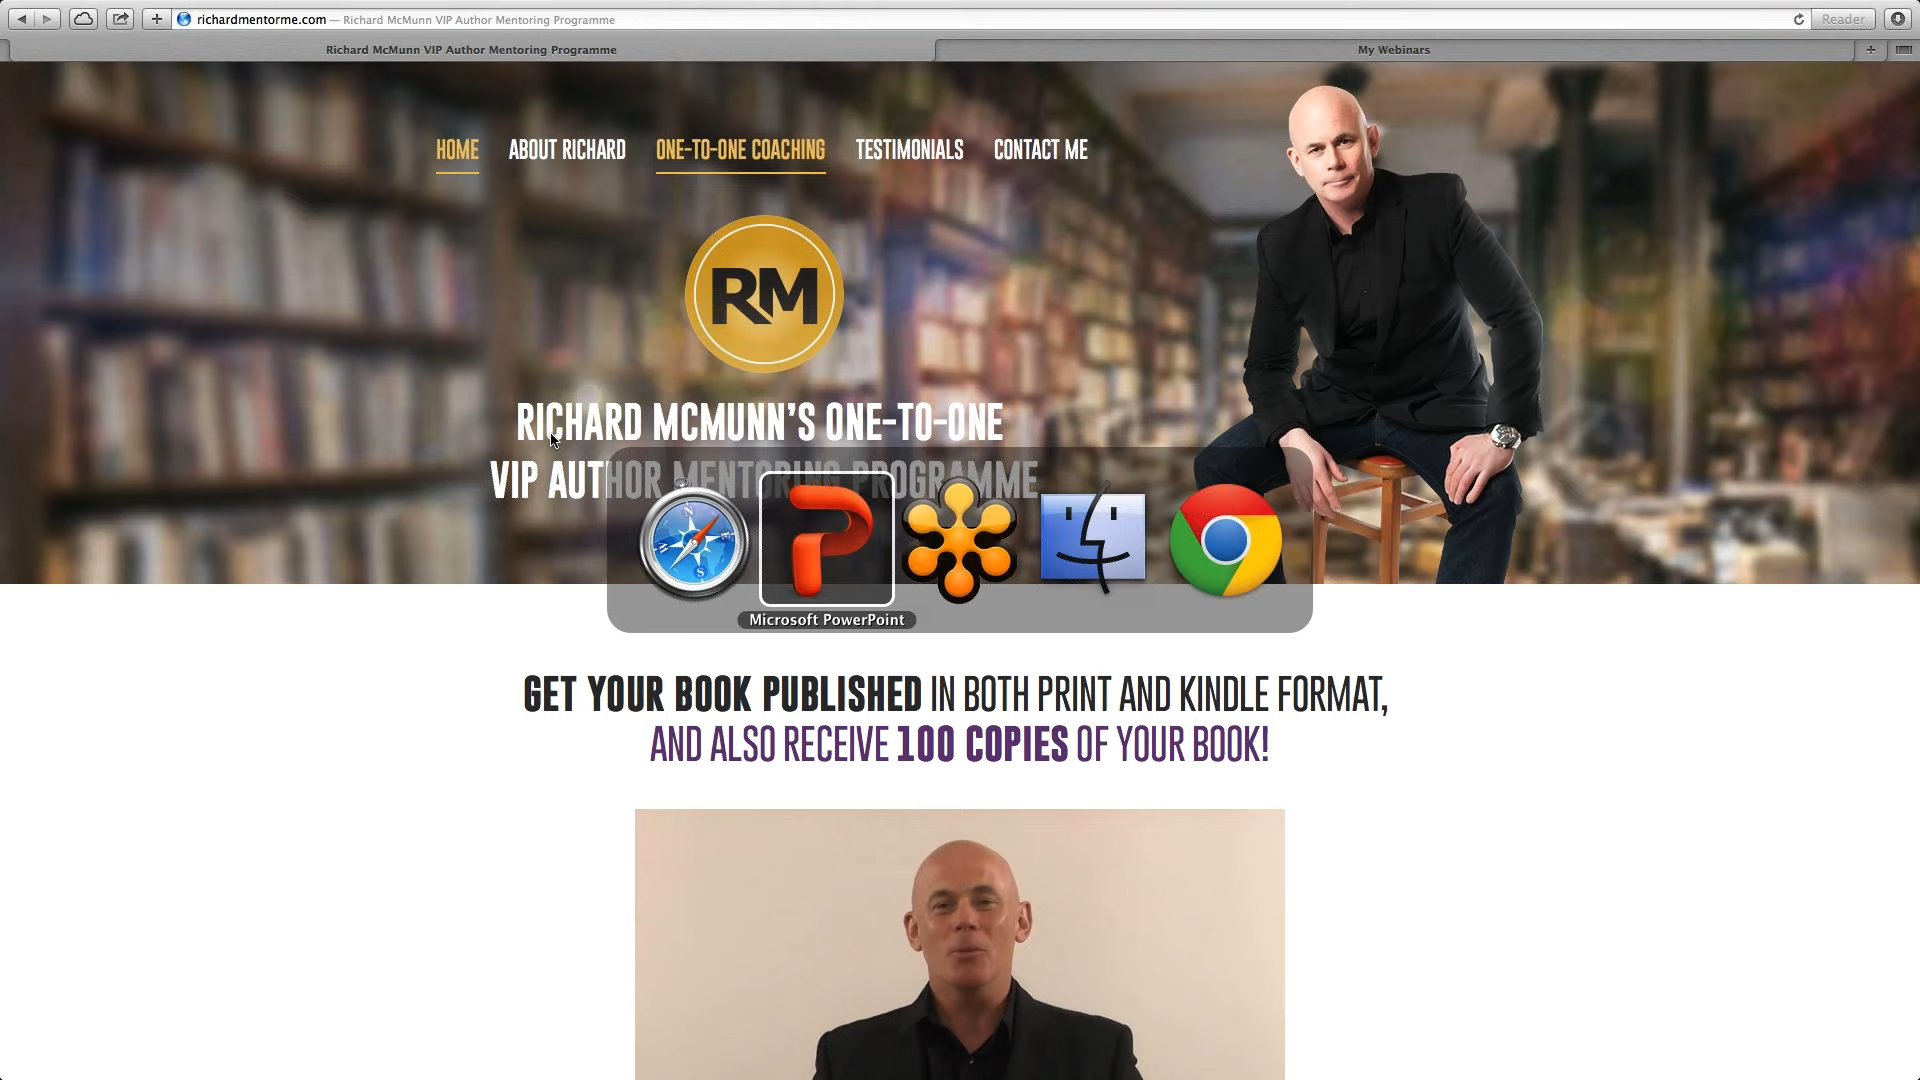 richardmentorme.com — Richard McMunn VIP Author Mentoring Programme
Reader
Richard McMunn VIP Author Mentoring Programme
My Webinars
HOME
ABOUT RICHARD
ONE-TO-ONE COACHING
TESTIMONIALS
CONTACT ME
RM
RICHARD MCMUNN'S ONE-TO-ONE
VIP AUTHOR MENTORING PROGRAMME
N
W
E
S
Microsoft PowerPoint
GET YOUR BOOK PUBLISHED IN BOTH PRINT AND KINDLE FORMAT,
AND ALSO RECEIVE 100 COPIES OF YOUR BOOK!